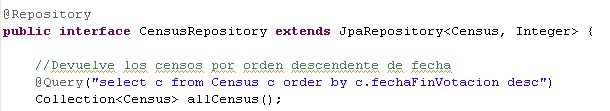 @Repository
public interface CensusRepository extends JpaRepository<Census, Integer> {
//Devuelve los censos por orden descendente de fecha
@Query("select c from Census c order by c.fechaFinVotacion desc")
Collection<Census> allCensus();